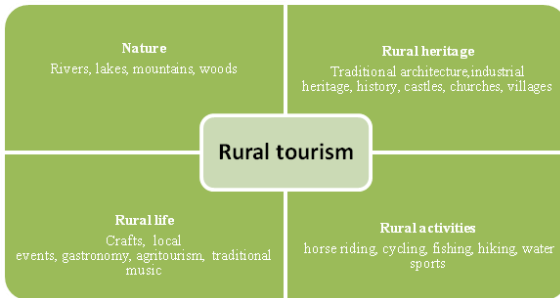 Nature
Rivers, lakes, mountains, woods
Rural heritage
Traditional architecture,industrial
heritage, history, castles, churches, villages
Rural tourism
Rural life
Crafts, local
events, gastronomy, agritourism, traditional
music
Rural activities
horse riding, cycling, fishing, hiking, water
sports